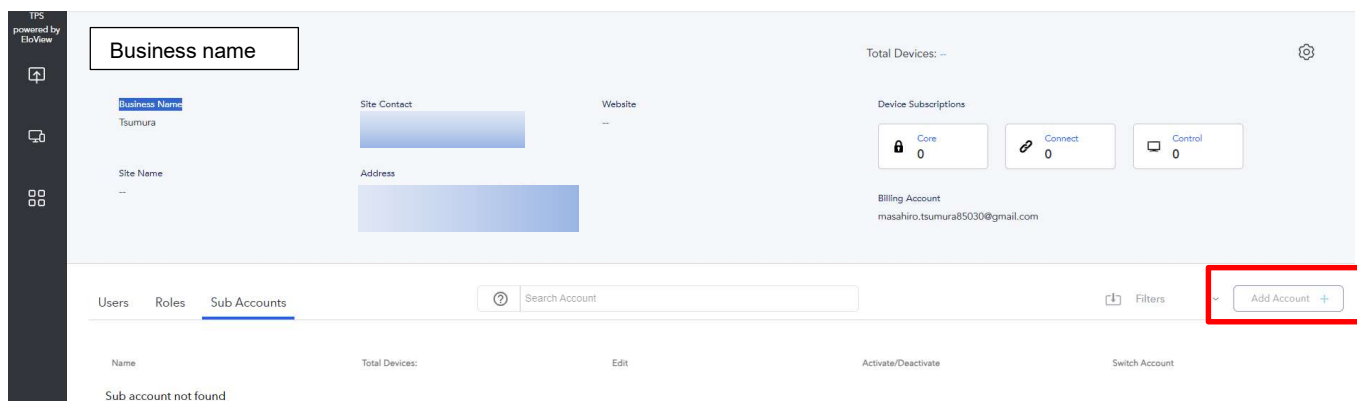 TPS
powered by
EloView
Business name
Total Devices: --
Business Name
Tsumura
Site Contact
Website
--
Device Subscriptions
Core
0
Connect
0
Control
0
Site Name
--
Address
Billing Account
masahiro.tsumura85030@gmail.com
Users Roles Sub Accounts
Search Account
Filters
Add Account +
Name Total Devices: Edit Activate/Deactivate Switch Account
Sub account not found